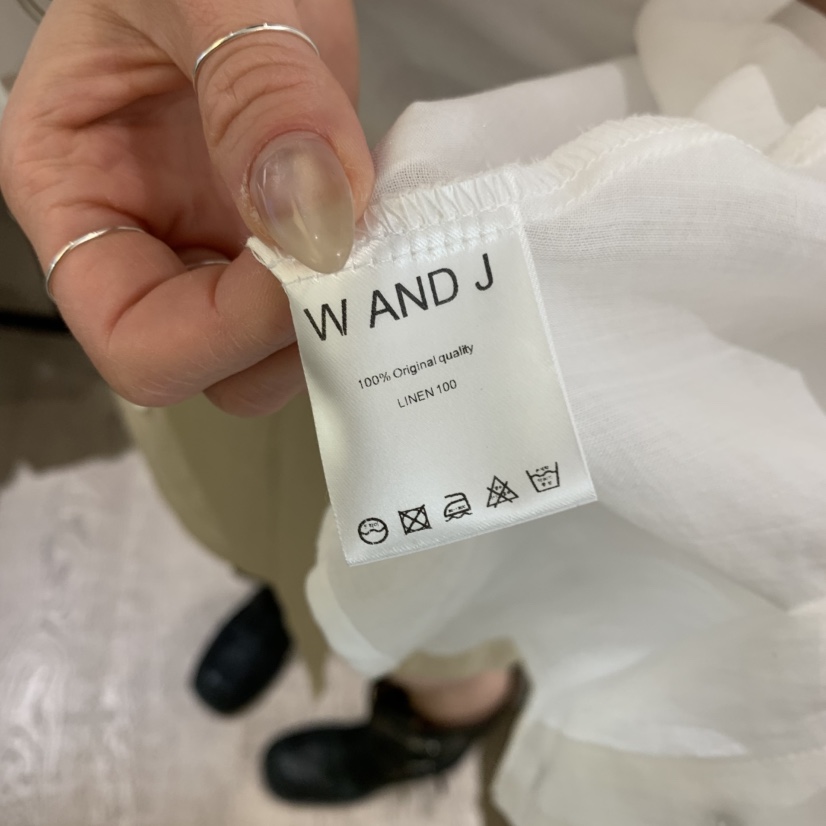 W AND J
100% Original quality
LINEN 100